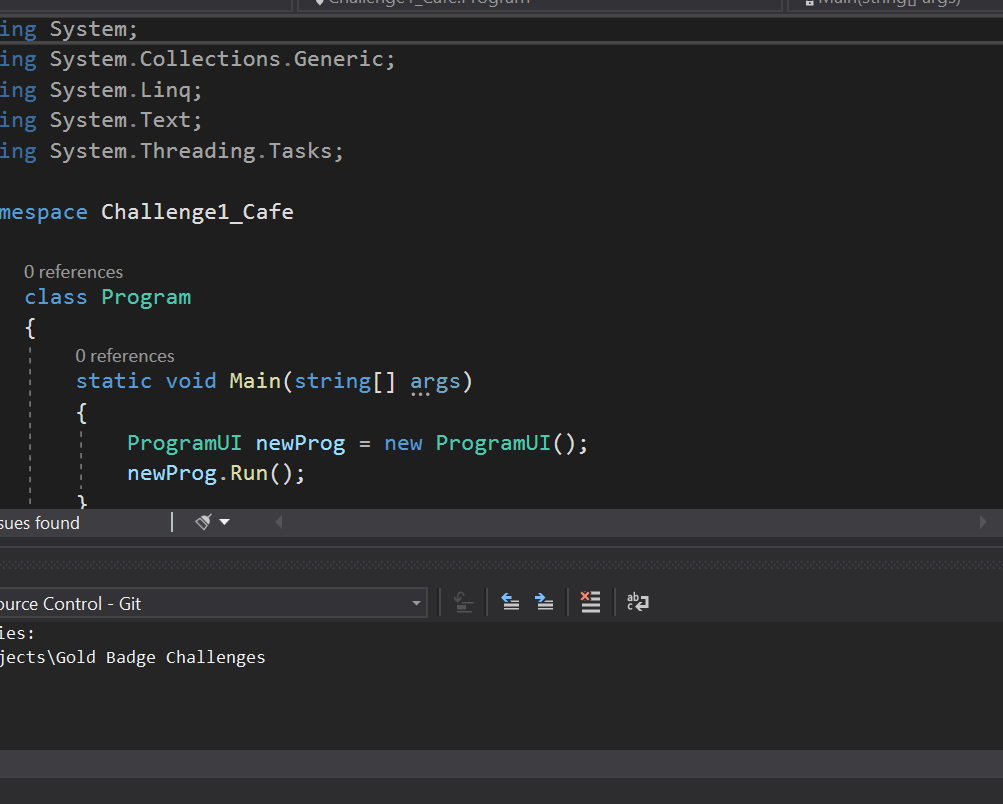 Challenge1_Cafe.Program
Main(string[] args)
ing System;
ing System.Collections.Generic;
ing System.Linq;
ing System.Text;
ing System.Threading.Tasks;
mespace Challenge1_Cafe
0 references
class Program
{
0 references
static void Main(string[] args)
{
ProgramUI newProg = new ProgramUI();
newProg.Run();
}
sues found
ource Control - Git
ies:
jects\Gold Badge Challenges